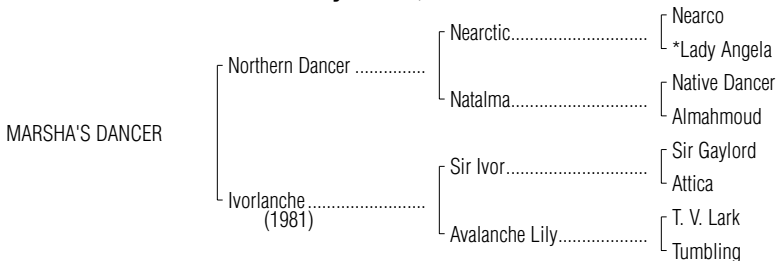 Nearco
Nearctic..................................
*Lady Angela
Northern Dancer ................
Native Dancer
Natalma..................................
Almahmoud
MARSHA'S DANCER
Sir Gaylord
Sir Ivor...................................
Attica
Ivorlanche...........................
(1981)
T. V. Lark
Avalanche Lily......................
Tumbling